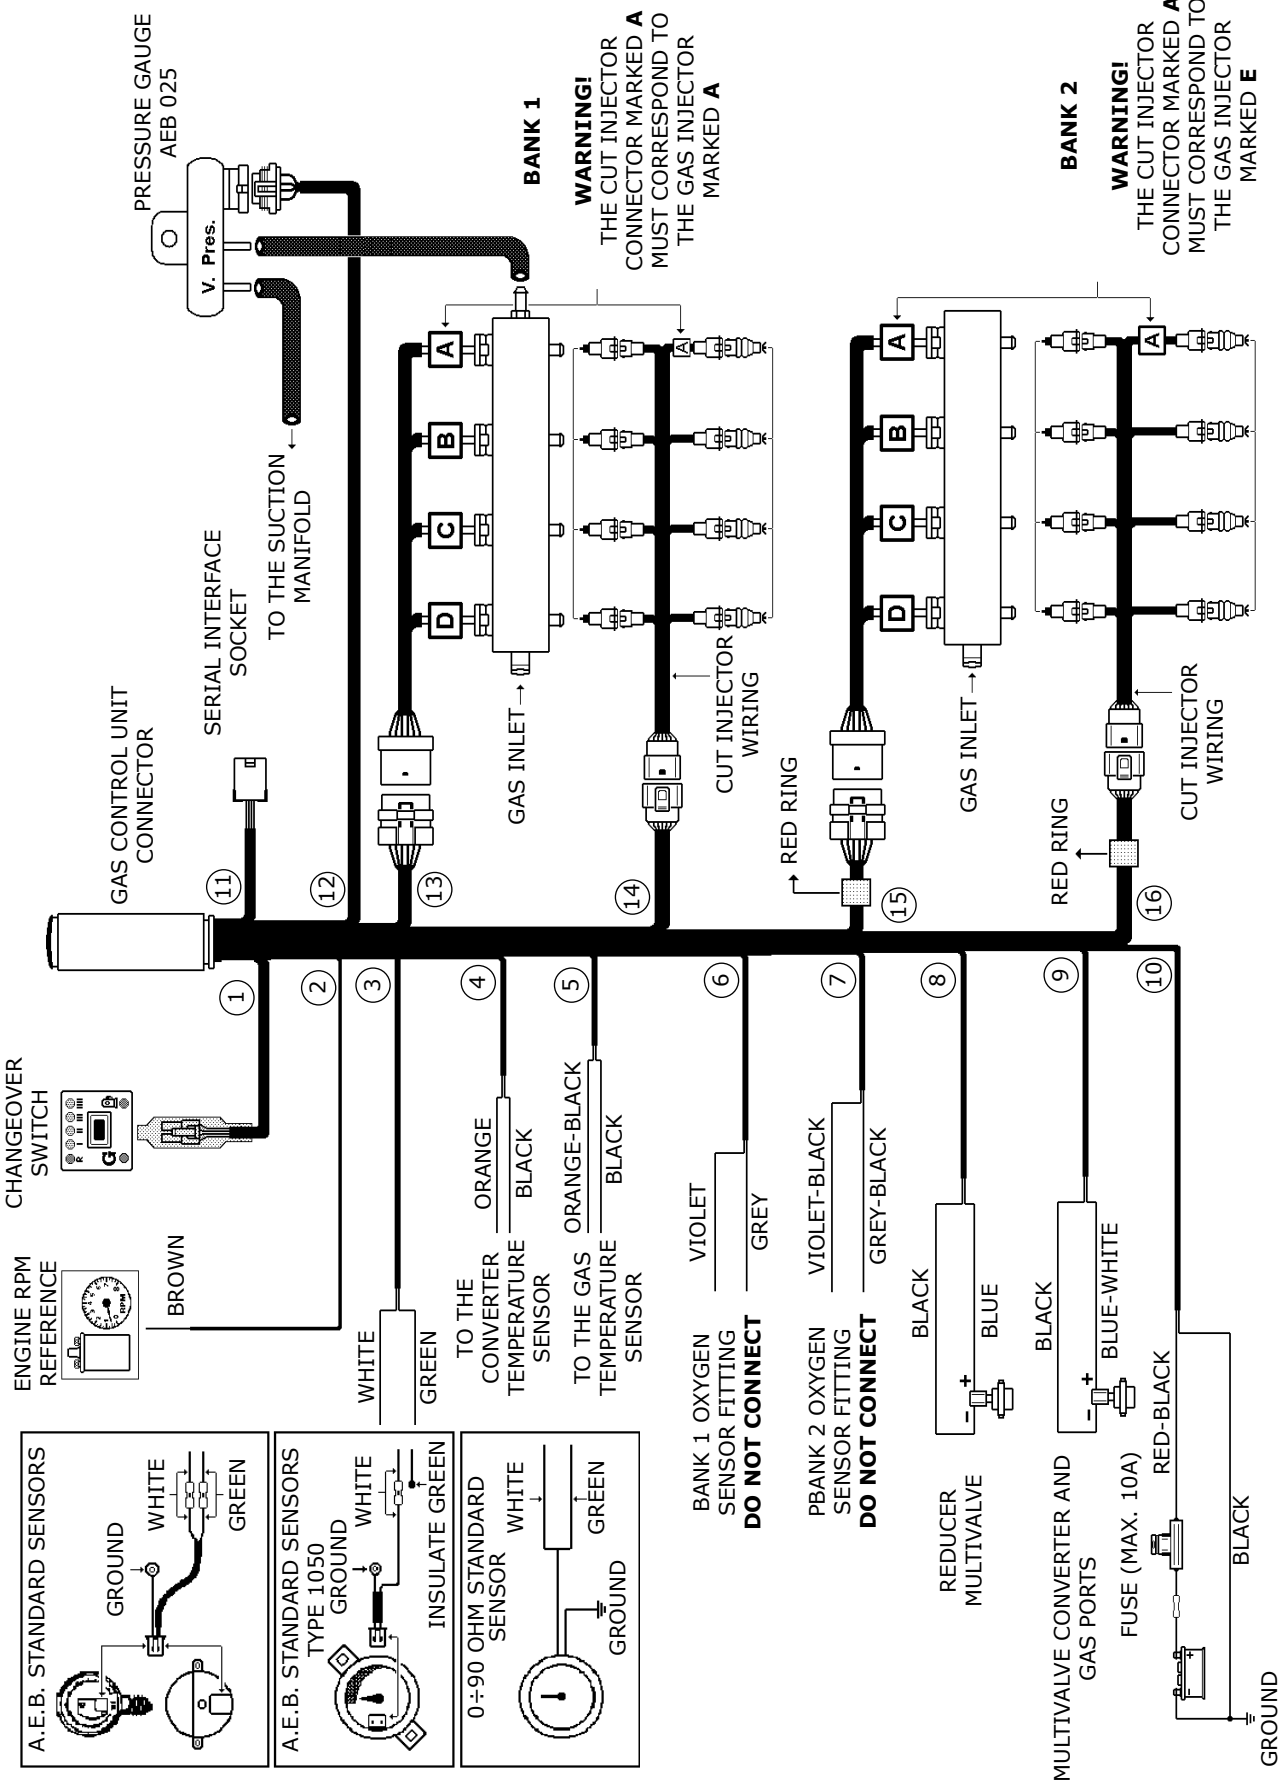 PRESSURE GAUGE
AEB 025
V. Pres.
TO THE SUCTION
MANIFOLD
SERIAL INTERFACE
SOCKET
GAS CONTROL UNIT
CONNECTOR
CHANGEOVER
SWITCH
ENGINE RPM
REFERENCE
RPM
BROWN
BANK 1
WARNING!
THE CUT INJECTOR
CONNECTOR MARKED A
MUST CORRESPOND TO
THE GAS INJECTOR
MARKED A
BANK 2
WARNING!
THE CUT INJECTOR
CONNECTOR MARKED A
MUST CORRESPOND TO
THE GAS INJECTOR
MARKED E
D C B A
A
GAS INLET
CUT INJECTOR
WIRING
RED RING
D C B A
A
GAS INLET
CUT INJECTOR
WIRING
RED RING
1
2
3
4
5
6
7
8
9
10
11
12
13
14
15
16
WHITE
GREEN
TO THE
CONVERTER
TEMPERATURE
SENSOR
ORANGE
BLACK
TO THE GAS
TEMPERATURE
SENSOR
ORANGE-BLACK
BLACK
BANK 1 OXYGEN
SENSOR FITTING
DO NOT CONNECT
VIOLET
GREY
PBANK 2 OXYGEN
SENSOR FITTING
DO NOT CONNECT
VIOLET-BLACK
GREY-BLACK
REDUCER
MULTIVALVE
BLACK
BLUE
– +
MULTIVALVE CONVERTER AND
GAS PORTS
BLACK
BLUE-WHITE
– +
FUSE (MAX. 10A)
RED-BLACK
BLACK
GROUND
– +
A.E.B. STANDARD SENSORS
GROUND
WHITE
GREEN
A.E.B. STANDARD SENSORS
TYPE 1050
GROUND
WHITE
INSULATE GREEN
0÷90 OHM STANDARD
SENSOR
WHITE
GREEN
GROUND